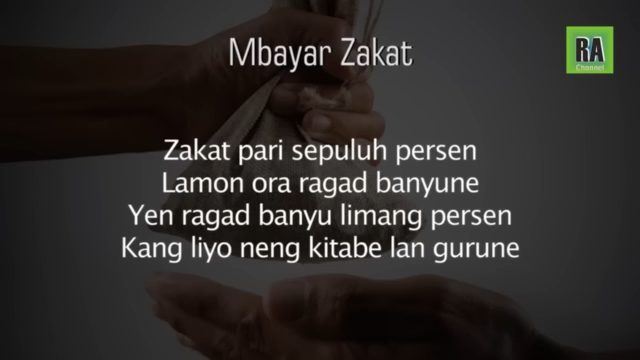 Mbayar Zakat
RA
Channel
Zakat pari sepuluh persen
Lamon ora ragad banyune
Yen ragad banyu limang persen
Kang liyo neng kitabe lan gurune